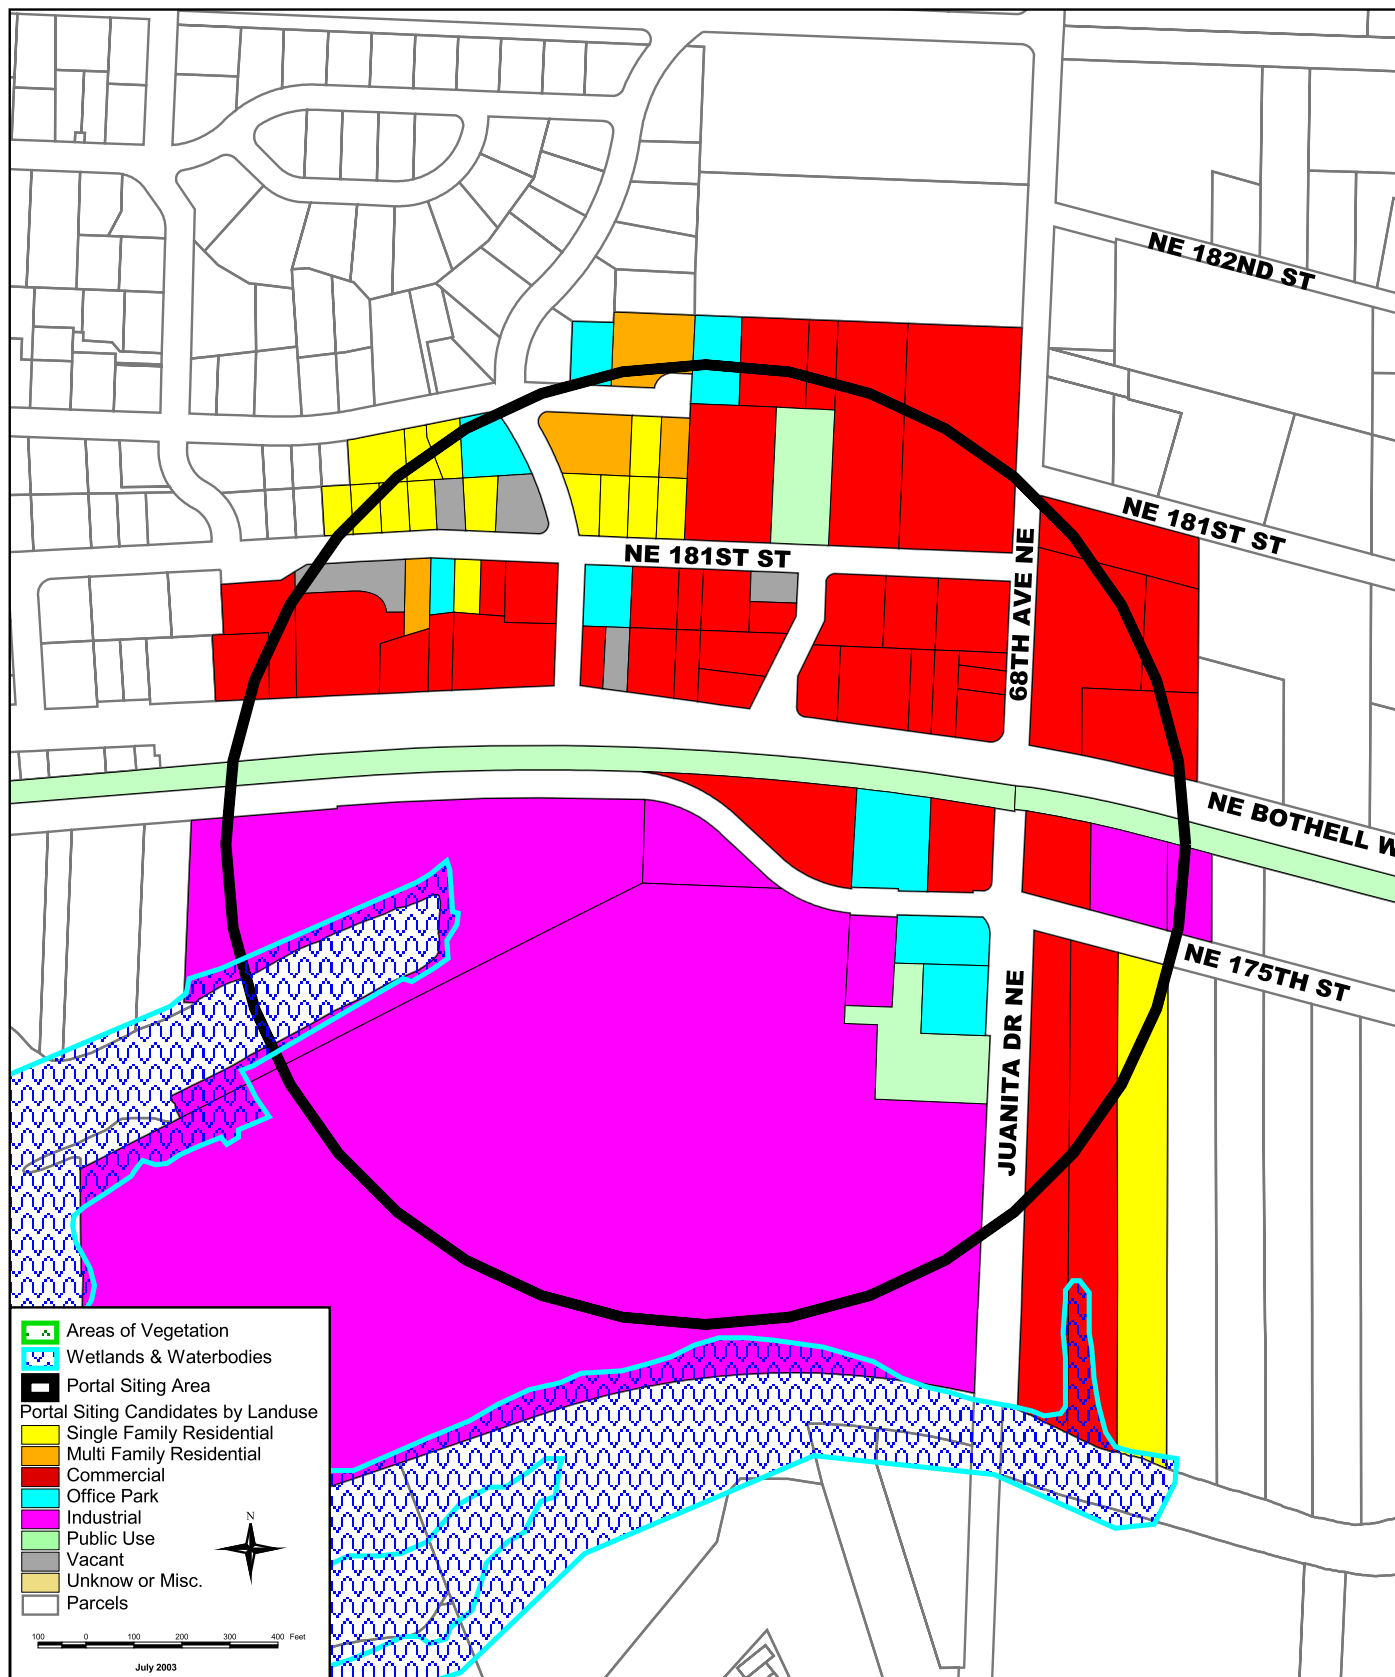 NE 182ND ST
NE 181ST ST
NE 181ST ST
68TH AVE NE
NE BOTHELL W
NE 175TH ST
JUANITA DR NE
Areas of Vegetation
Wetlands & Waterbodies
Portal Siting Area
Portal Siting Candidates by Landuse
Single Family Residential
Multi Family Residential
Commercial
Office Park
Industrial
Public Use
Vacant
Unknow or Misc.
Parcels
N
100 0 100 200 300 400 Feet
July 2003